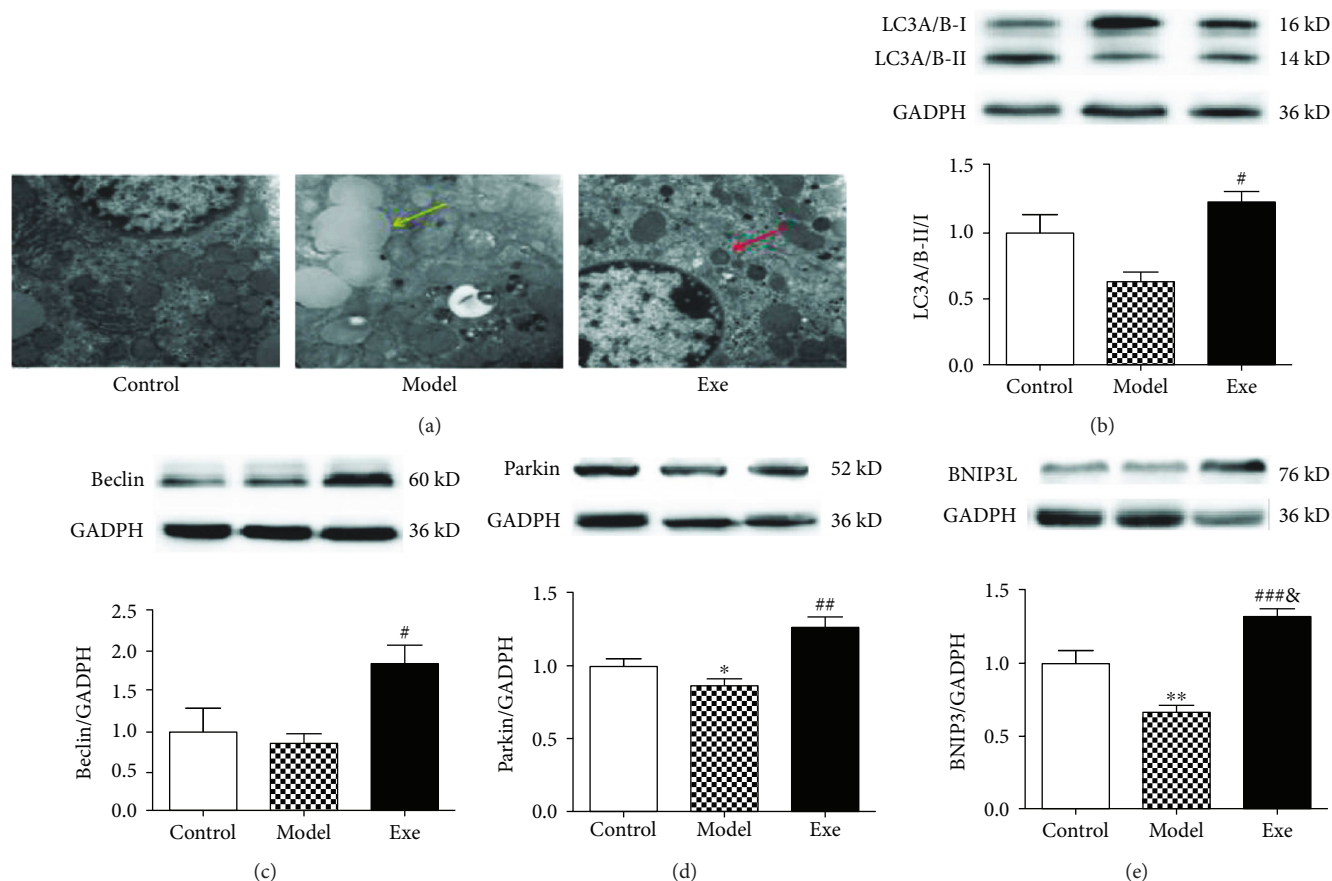 LC3A/B-I 16 kD
LC3A/B-II 14 kD
GADPH 36 kD
Control Model Exe
(a)
LC3A/B-II/I
1.5
1.0
0.5
0.0
#
Control Model Exe
(b)
Beclin 60 kD
GADPH 36 kD
Beclin/GADPH
2.5
2.0
1.5
1.0
0.5
0.0
#
Control Model Exe
(c)
Parkin 52 kD
GADPH 36 kD
Parkin/GADPH
1.5
1.0
0.5
0.0
*
##
Control Model Exe
(d)
BNIP3L 76 kD
GADPH 36 kD
BNIP3/GADPH
1.5
1.0
0.5
0.0
**
###&
Control Model Exe
(e)